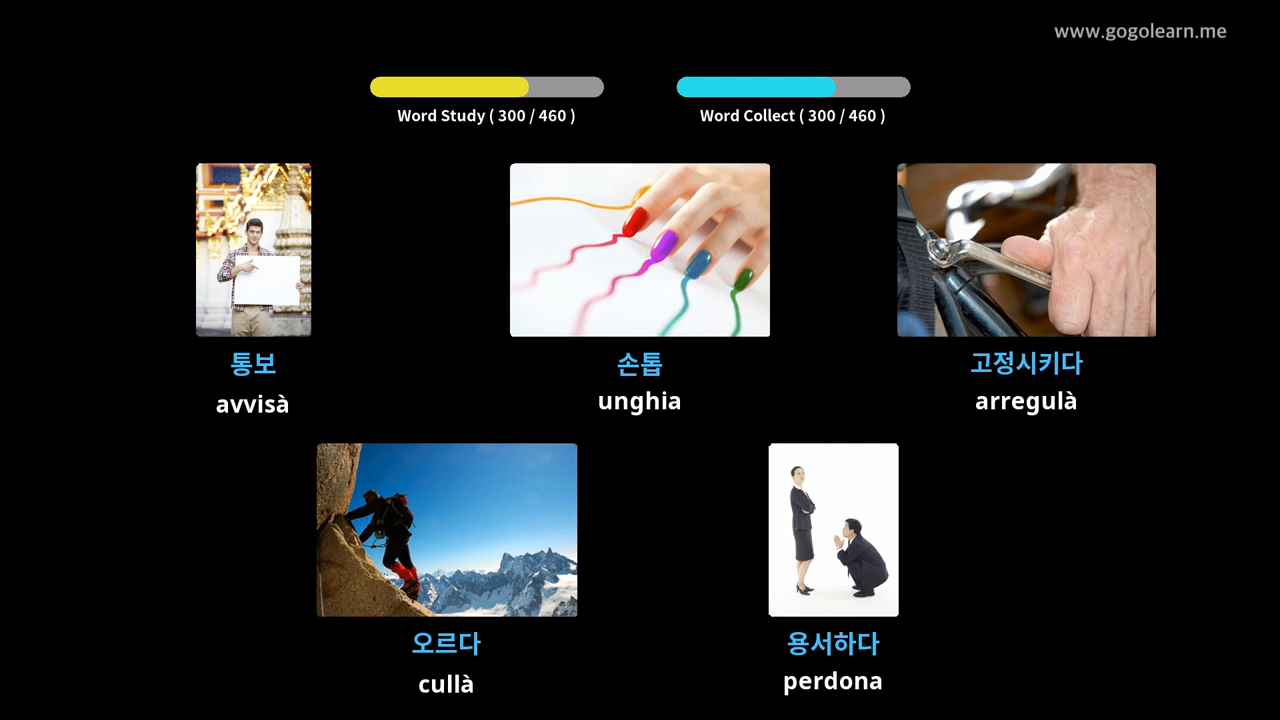 www.gogolearn.me
Word Study ( 300 / 460 )
Word Collect ( 300 / 460 )
통보
avvisà
손톱
unghia
고정시키다
arregulà
오르다
cullà
용서하다
perdona